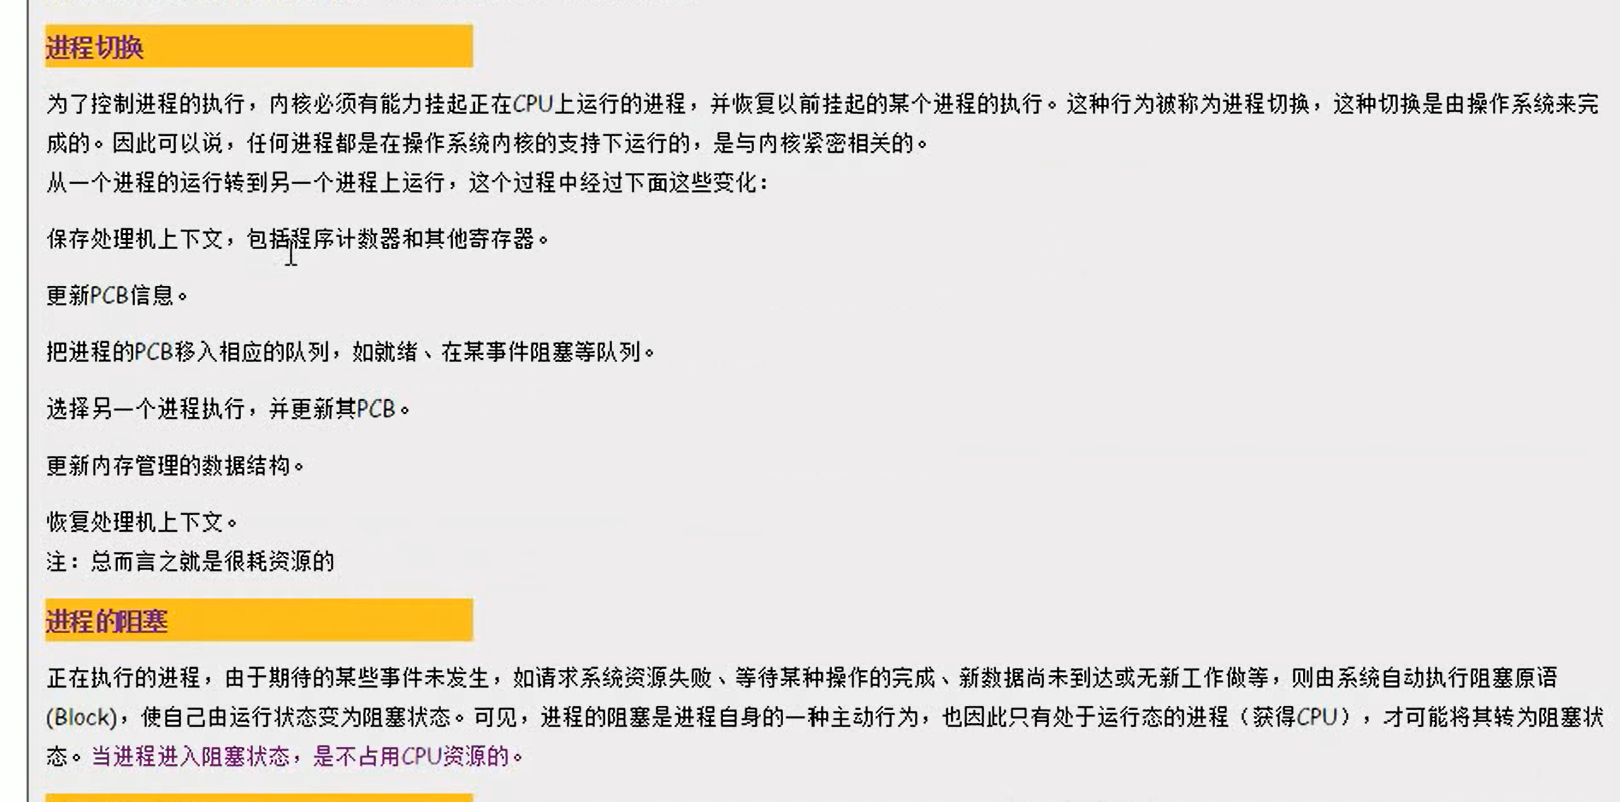 进程切换
为了控制进程的执行，内核必须有能力挂起正在CPU上运行的进程，并恢复以前挂起的某个进程的执行。这种行为被称为进程切换，这种切换是由操作系统来完
成的。因此可以说，任何进程都是在操作系统内核的支持下运行的，是与内核紧密相关的。
从一个进程的运行转到另一个进程上运行，这个过程中经过下面这些变化：
保存处理机上下文，包括程序计数器和其他寄存器。
更新PCB信息。
把进程的PCB移入相应的队列，如就绪、在某事件阻塞等队列。
选择另一个进程执行，并更新其PCB。
更新内存管理的数据结构。
恢复处理机上下文。
注：总而言之就是很耗资源的
进程的阻塞
正在执行的进程，由于期待的某些事件未发生，如请求系统资源失败、等待某种操作的完成、新数据尚未到达或无新工作做等，则由系统自动执行阻塞原语
(Block)，使自己由运行状态变为阻塞状态。可见，进程的阻塞是进程自身的一种主动行为，也因此只有处于运行态的进程（获得CPU），才可能将其转为阻塞状
态。当进程进入阻塞状态，是不占用CPU资源的。